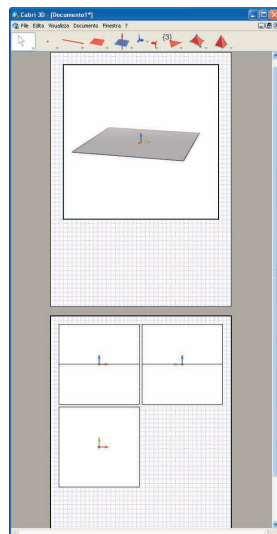 Cabri 3D - [Documento1*]
File Edita Visualizza Documento Finestra ?
{3}